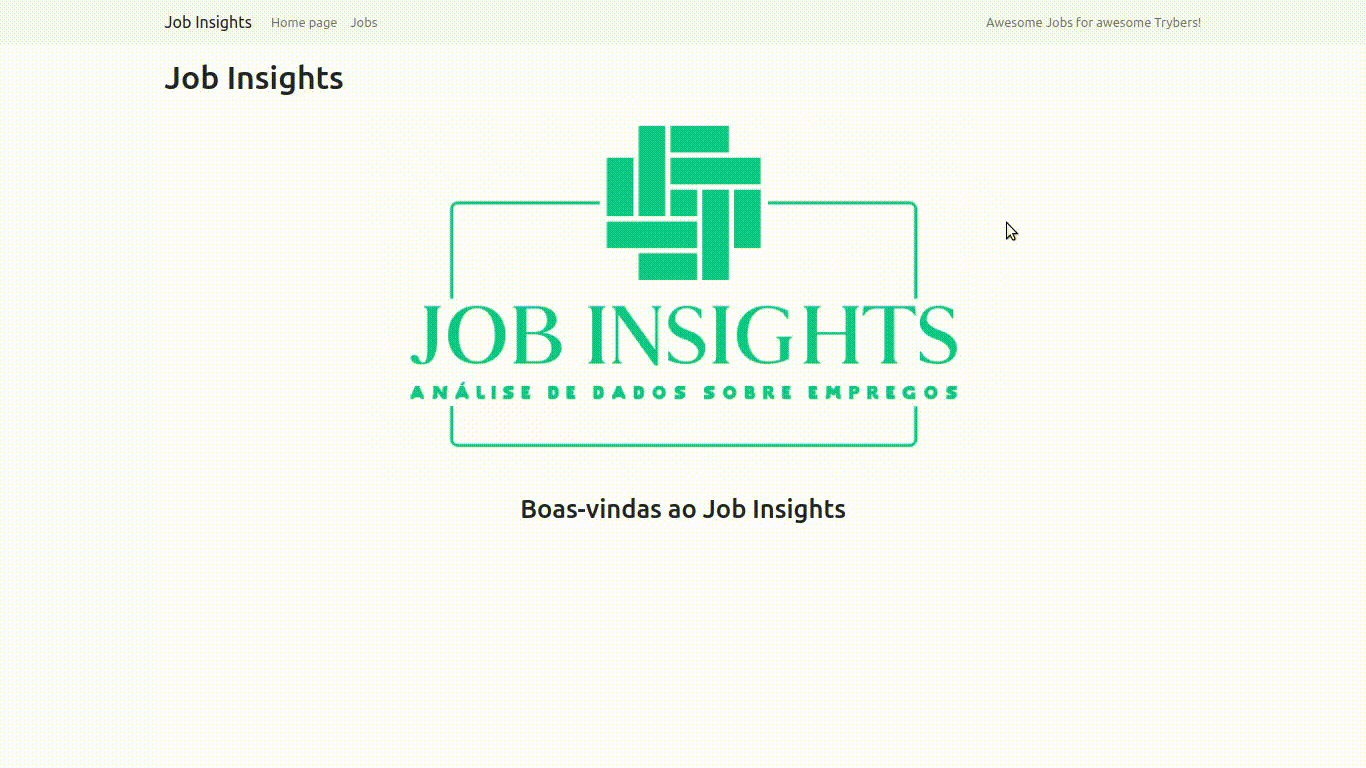 Job Insights Home page Jobs Awesome Jobs for awesome Trybers!
Job Insights
JOB INSIGHTS
ANÁLISE DE DADOS SOBRE EMPREGOS
Boas-vindas ao Job Insights